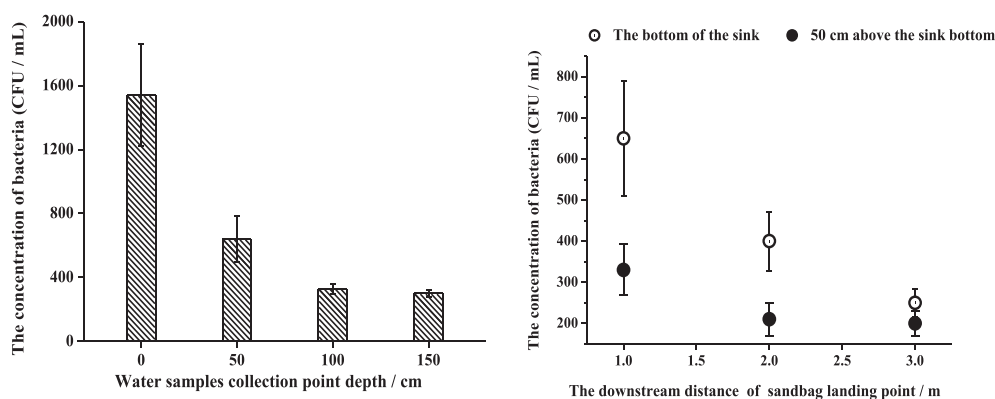 The concentration of bacteria (CFU / mL)
2000
1600
1200
800
400
0
0 50 100 150
Water samples collection point depth / cm
The bottom of the sink 50 cm above the sink bottom
The concentration of bacteria (CFU / mL)
800
700
600
500
400
300
200
1.0 1.5 2.0 2.5 3.0
The downstream distance of sandbag landing point / m